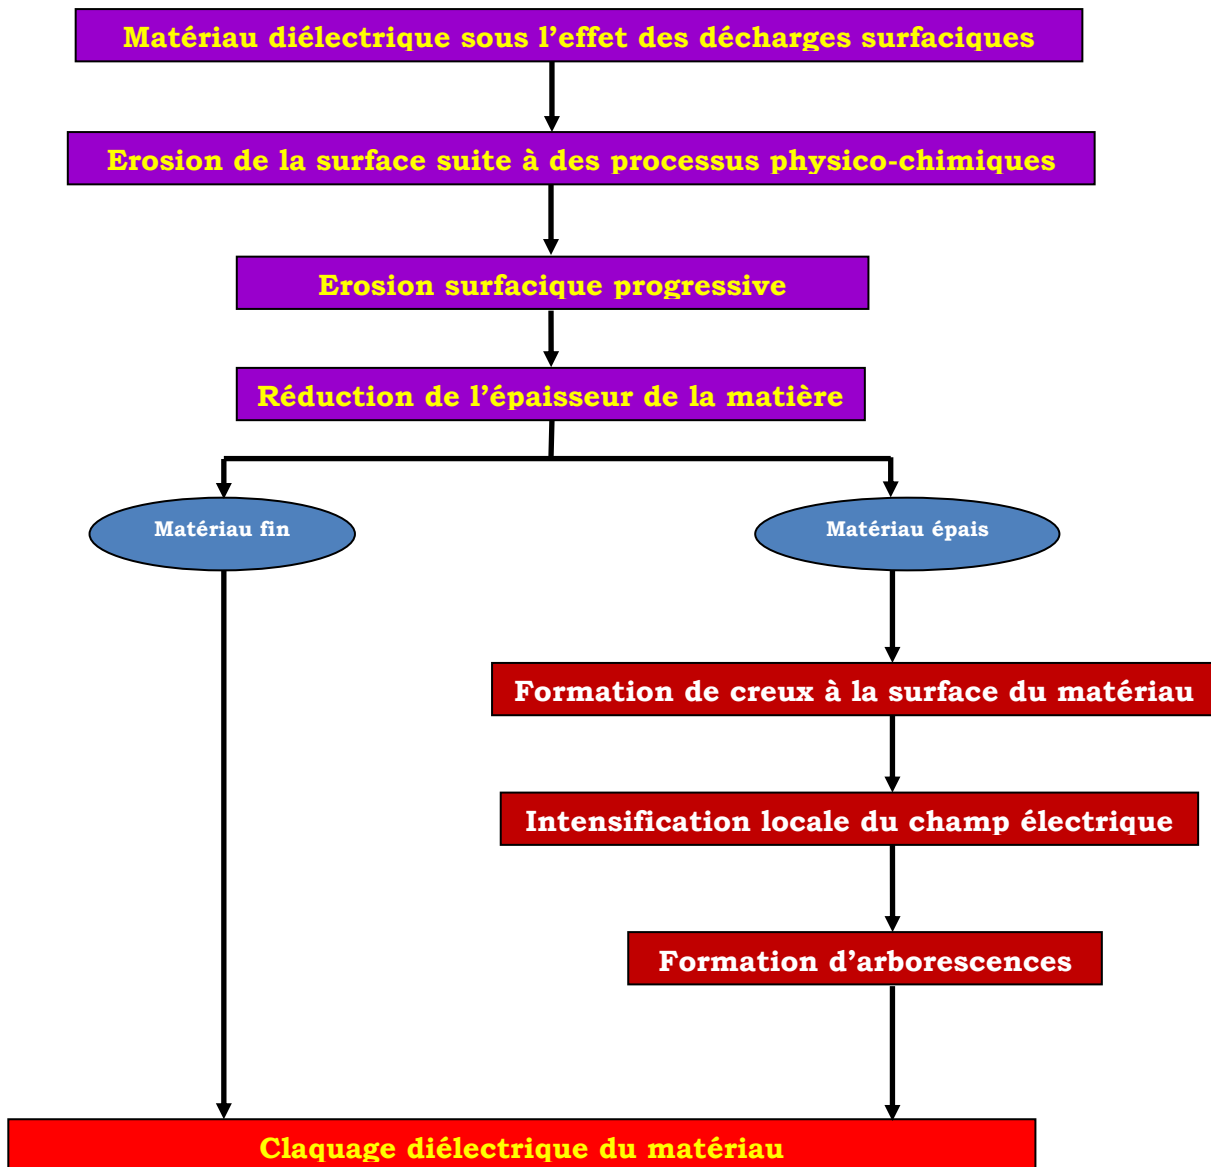 Matériau diélectrique sous l’effet des décharges surfaciques
Erosion de la surface suite à des processus physico-chimiques
Erosion surfacique progressive
Réduction de l’épaisseur de la matière
Matériau fin
Matériau épais
Formation de creux à la surface du matériau
Intensification locale du champ électrique
Formation d’arborescences
Claquage diélectrique du matériau